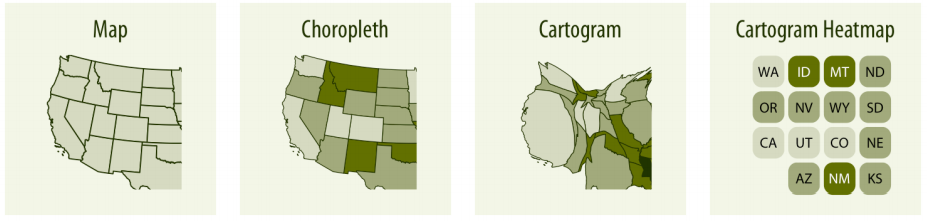 Map
Choropleth
Cartogram
Cartogram Heatmap
WA ID MT ND
OR NV WY SD
CA UT CO NE
AZ NM KS